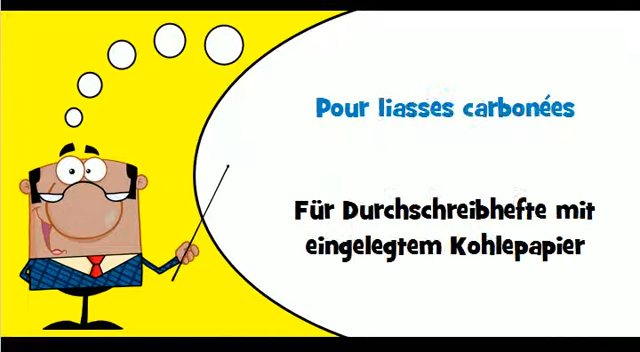 Pour liasses carbonées
Für Durchschreibhefte mit
eingelegtem Kohlepapier